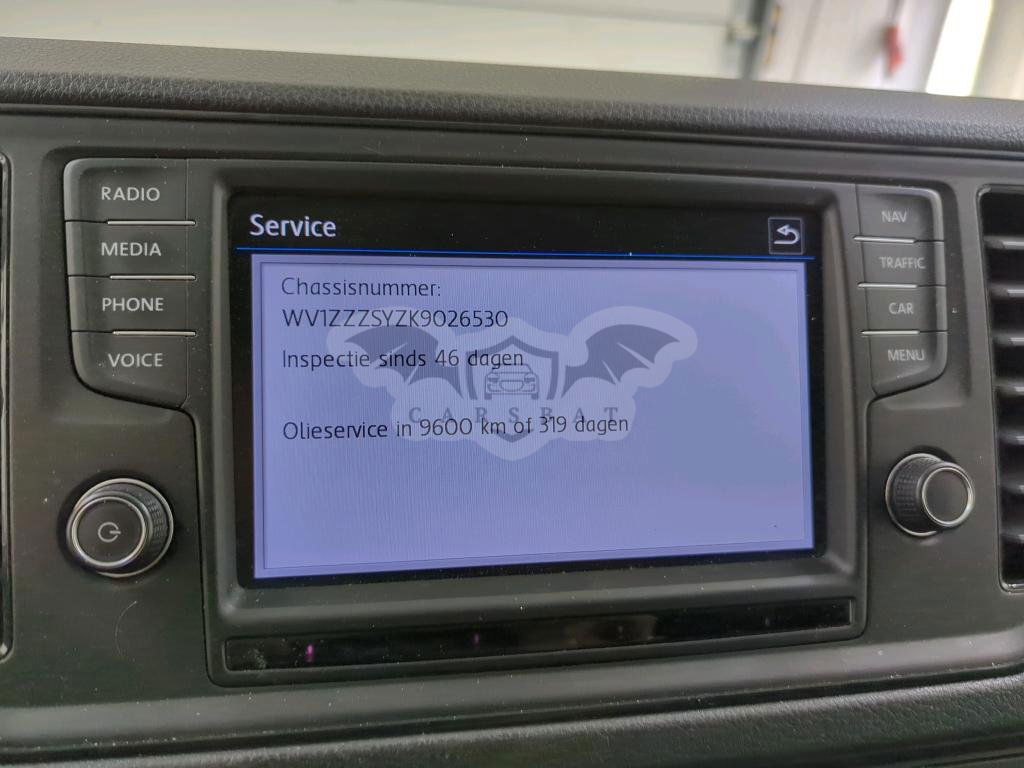 RADIO
MEDIA
PHONE
VOICE
Service
Chassisnummer:
WV1ZZZSYZK9026530
Inspectie sinds 46 dagen
Olieservice in 9600 km of 319 dagen
CARSBAT
NAV
TRAFFIC
CAR
MENU